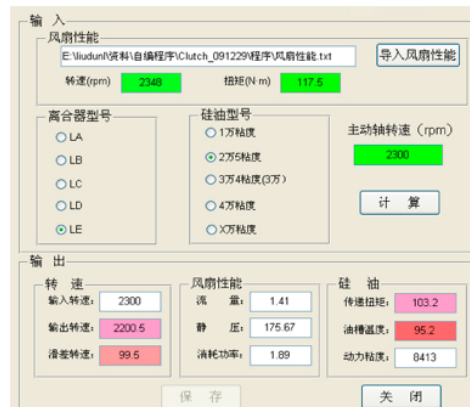 输 入
风扇性能
E:\liudunl\资料\自编程序\Clutch_091229\程序\风扇性能.txt
导入风扇性能
转速(rpm) 2348 扭矩(N·m) 117.5
离合器型号
LA
LB
LC
LD
LE
硅油型号
1万粘度
2万5粘度
3万4粘度(3万)
4万粘度
X万粘度
主动轴转速（rpm）
2300
计 算
输 出
转 速
输入转速: 2300
输出转速: 2200.5
滑差转速: 99.5
风扇性能
流 量: 1.41
静 压: 175.67
消耗功率: 1.89
硅 油
传递扭矩: 103.2
油槽温度: 95.2
动力粘度: 8413
保 存
关 闭